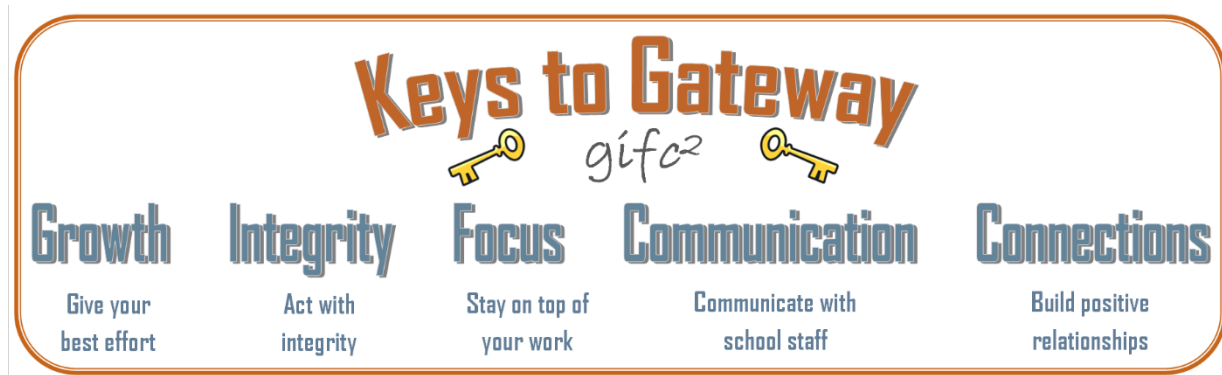 Keys to Gateway
gifc²
Growth Integrity Focus Communication Connections
Give your Act with Stay on top of Communicate with Build positive
best effort integrity your work school staff relationships